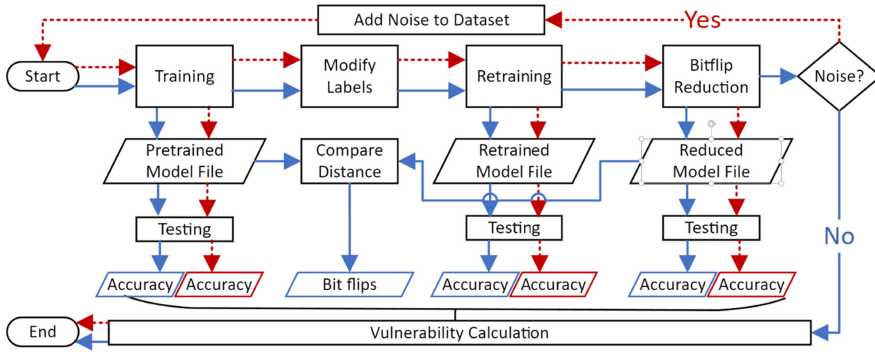 Add Noise to Dataset
Yes
Start
Training
Modify
Labels
Retraining
Bitflip
Reduction
Noise?
Pretrained
Model File
Compare
Distance
Retrained
Model File
Reduced
Model File
Testing
Testing
Testing
No
Accuracy
Accuracy
Bit flips
Accuracy
Accuracy
Accuracy
Accuracy
End
Vulnerability Calculation